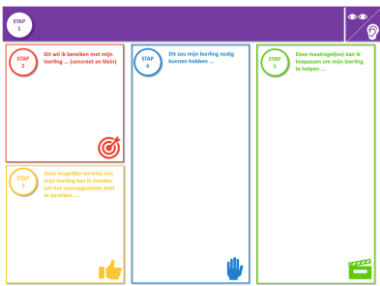 STAP
1
STAP
2
Dit wil ik bereiken met mijn
leerling ... (concreet en klein)
STAP
3
Deze mogelijke sterktes van
mijn leerling kan ik inzetten
om het vooropgestelde doel
te bereiken ...
STAP
4
Dit zou mijn leerling nodig
kunnen hebben ...
STAP
5
Deze maatregel(en) kan ik
toepassen om mijn leerling
te helpen ...